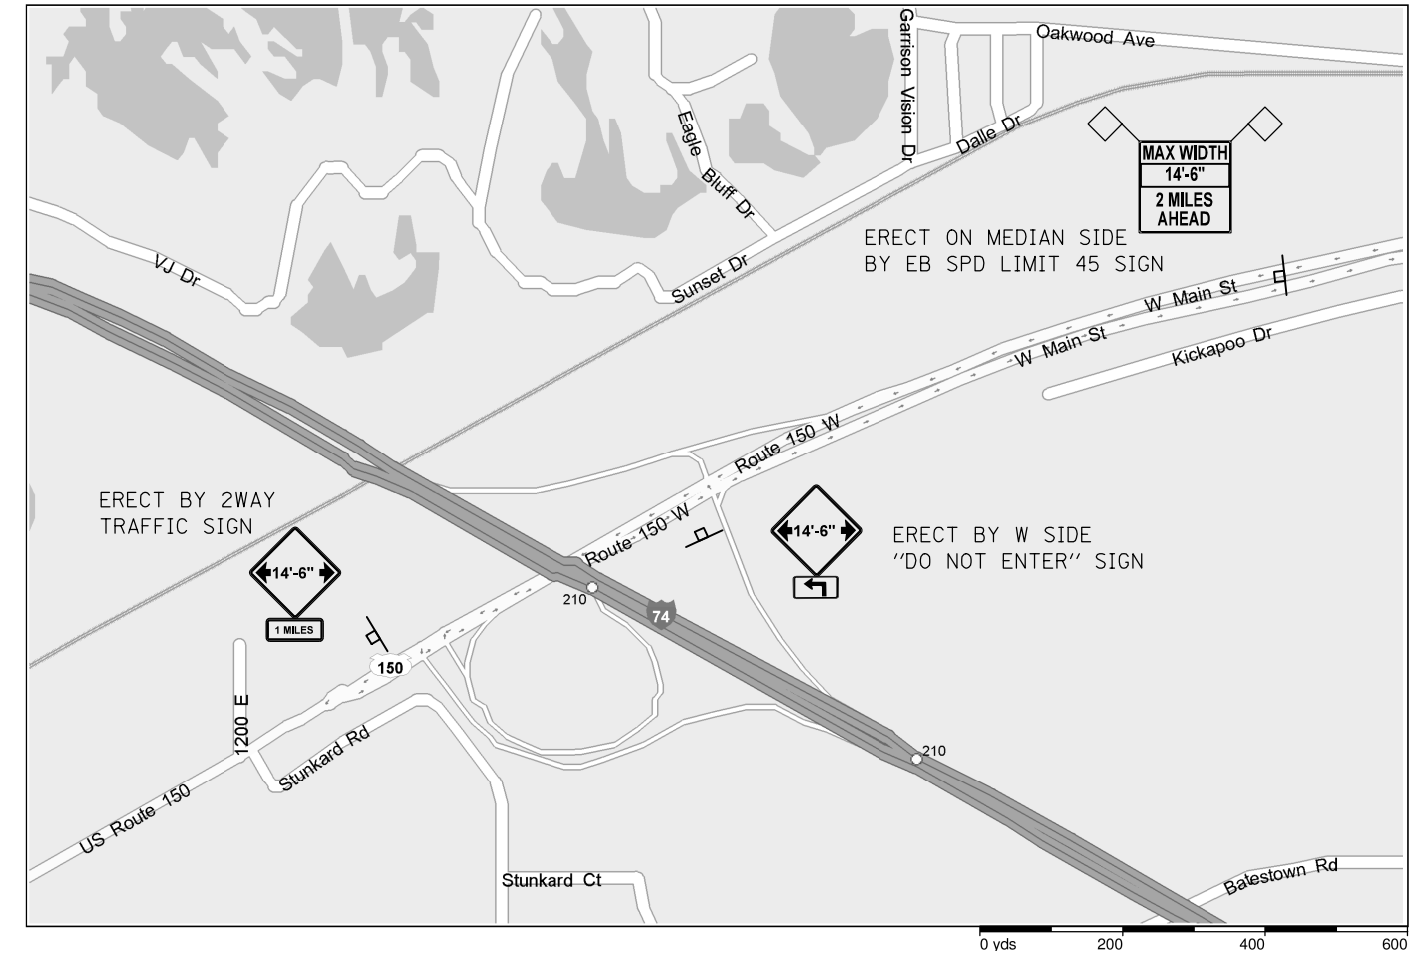 Garrison Vision Dr
Oakwood Ave
Eagle Bluff Dr
Dalle Dr
MAX WIDTH
14'-6"
2 MILES
AHEAD
ERECT ON MEDIAN SIDE
BY EB SPD LIMIT 45 SIGN
VJ Dr
Sunset Dr
W Main St
W Main St
Kickapoo Dr
Route 150 W
ERECT BY 2WAY
TRAFFIC SIGN
14'-6"
1 MILES
Route 150 W
14'-6"
ERECT BY W SIDE
"DO NOT ENTER" SIGN
210
74
150
1200 E
Stunkard Rd
210
US Route 150
Stunkard Ct
Batestown Rd
0 yds 200 400 600